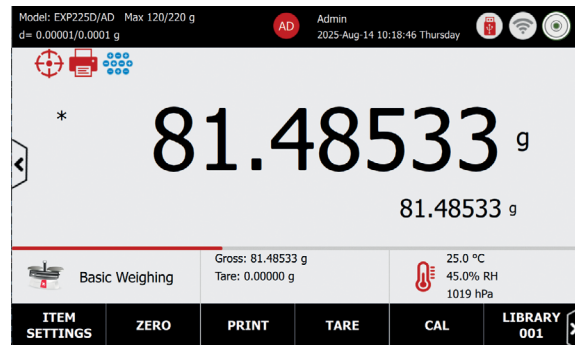 Model: EXP225D/AD Max 120/220 g
d= 0.00001/0.0001 g
AD
Admin
2025-Aug-14 10:18:46 Thursday
*
81.48533 g
81.48533 g
Basic Weighing
Gross: 81.48533 g
Tare: 0.00000 g
25.0 °C
45.0% RH
1019 hPa
ITEM SETTINGS
ZERO
PRINT
TARE
CAL
LIBRARY 001